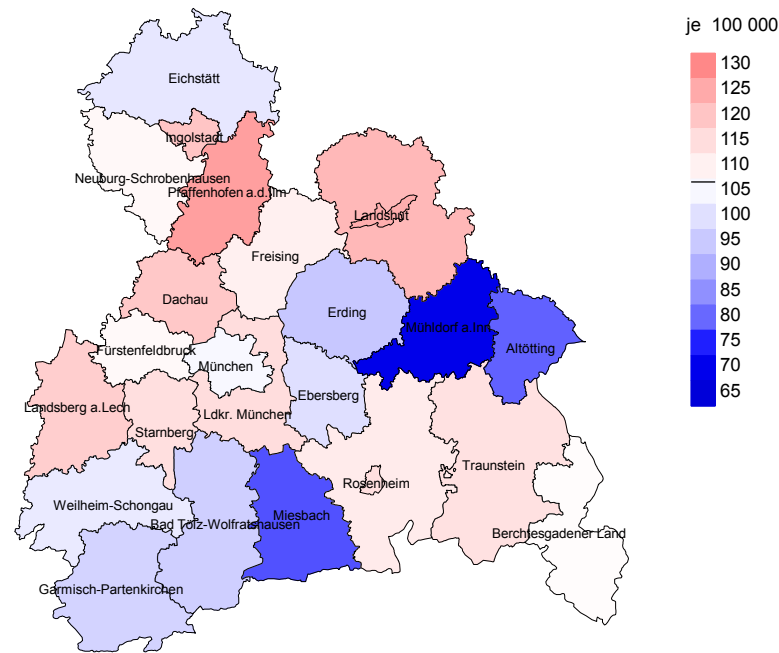 je 100 000
130
125
120
115
110
105
100
95
90
85
80
75
70
65
Eichstätt
Ingolstadt
Neuburg-Schrobenhausen
Pfaffenhofen a.d.Ilm
Landshut
Freising
Dachau
Erding
Mühldorf a.Inn
Altötting
Fürstenfeldbruck
München
Ebersberg
Landsberg a.Lech
Ldkr. München
Starnberg
Traunstein
Rosenheim
Weilheim-Schongau
Miesbach
Bad Tölz-Wolfratshausen
Berchtesgadener Land
Garmisch-Partenkirchen